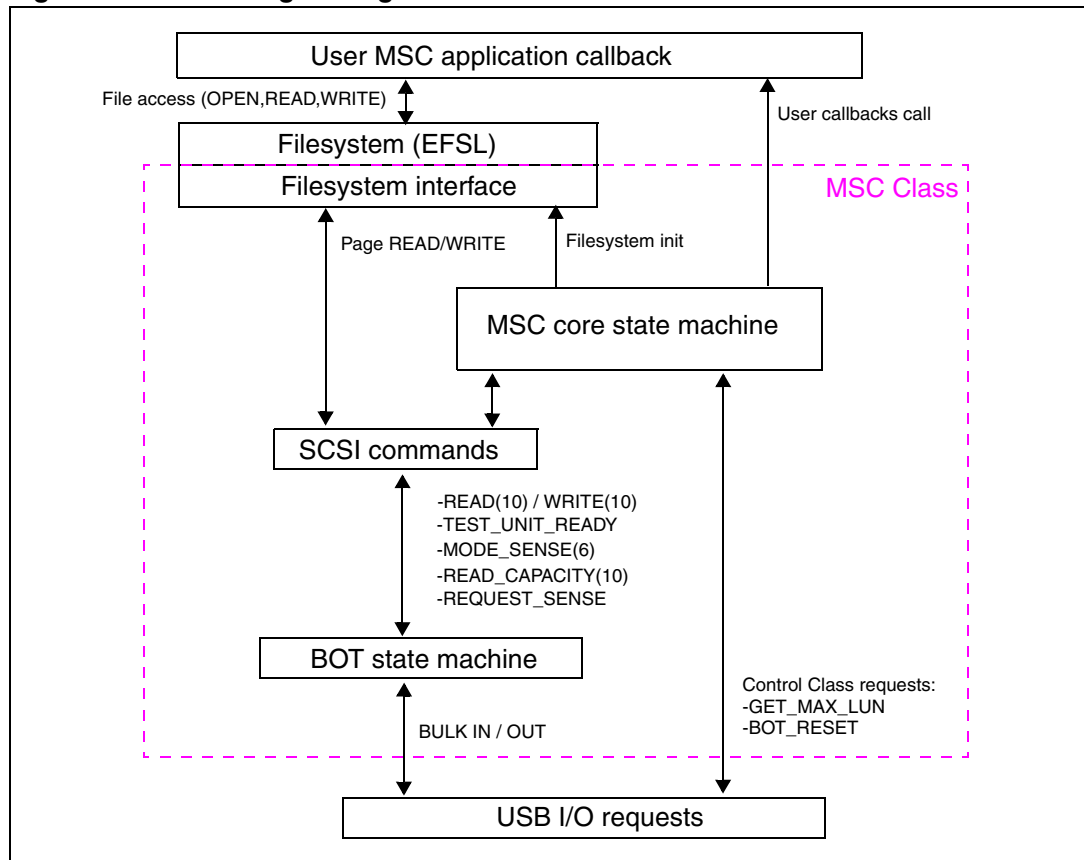 User MSC application callback
File access (OPEN,READ,WRITE)
User callbacks call
Filesystem (EFSL)
Filesystem interface
MSC Class
Page READ/WRITE
Filesystem init
MSC core state machine
SCSI commands
-READ(10) / WRITE(10)
-TEST_UNIT_READY
-MODE_SENSE(6)
-READ_CAPACITY(10)
-REQUEST_SENSE
BOT state machine
Control Class requests:
-GET_MAX_LUN
-BOT_RESET
BULK IN / OUT
USB I/O requests